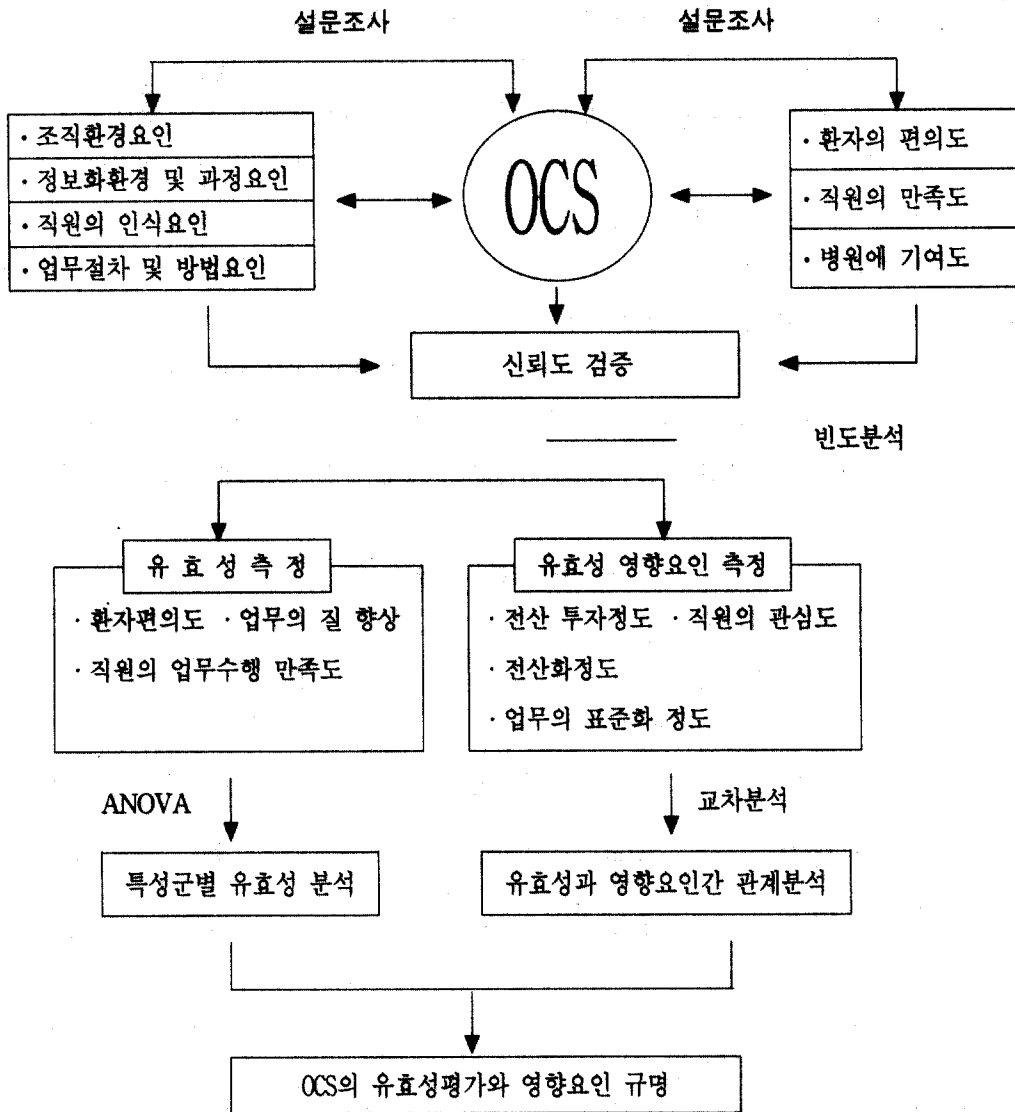 설문조사 설문조사
· 조직환경요인
· 정보화환경 및 과정요인
· 직원의 인식요인
· 업무절차 및 방법요인
OCS
· 환자의 편의도
· 직원의 만족도
· 병원에 기여도
신뢰도 검증
빈도분석
유 효 성 측 정
· 환자편의도 · 업무의 질 향상
· 직원의 업무수행 만족도
유효성 영향요인 측정
· 전산 투자정도 · 직원의 관심도
· 전산화정도
· 업무의 표준화 정도
ANOVA
교차분석
특성군별 유효성 분석
유효성과 영향요인간 관계분석
OCS의 유효성평가와 영향요인 규명